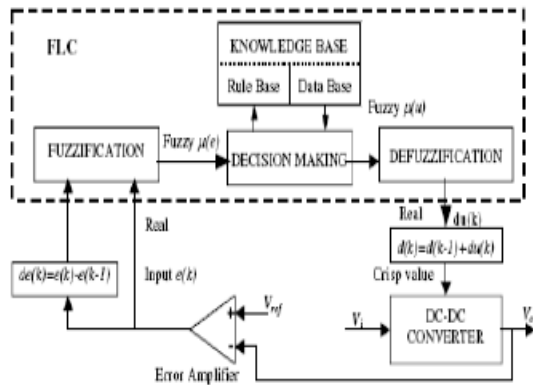 FLC
KNOWLEDGE BASE
Rule Base
Data Base
Fuzzy μ(u)
Fuzzy μ(e)
FUZZIFICATION
DECISION MAKING
DEFUZZIFICATION
Real
du(k)
Real
d(k)=d(k-1)+du(k)
de(k)=e(k)-e(k-1)
Input e(k)
Crisp value
Vref
+
-
Vi
DC-DC
CONVERTER
Error Amplifier